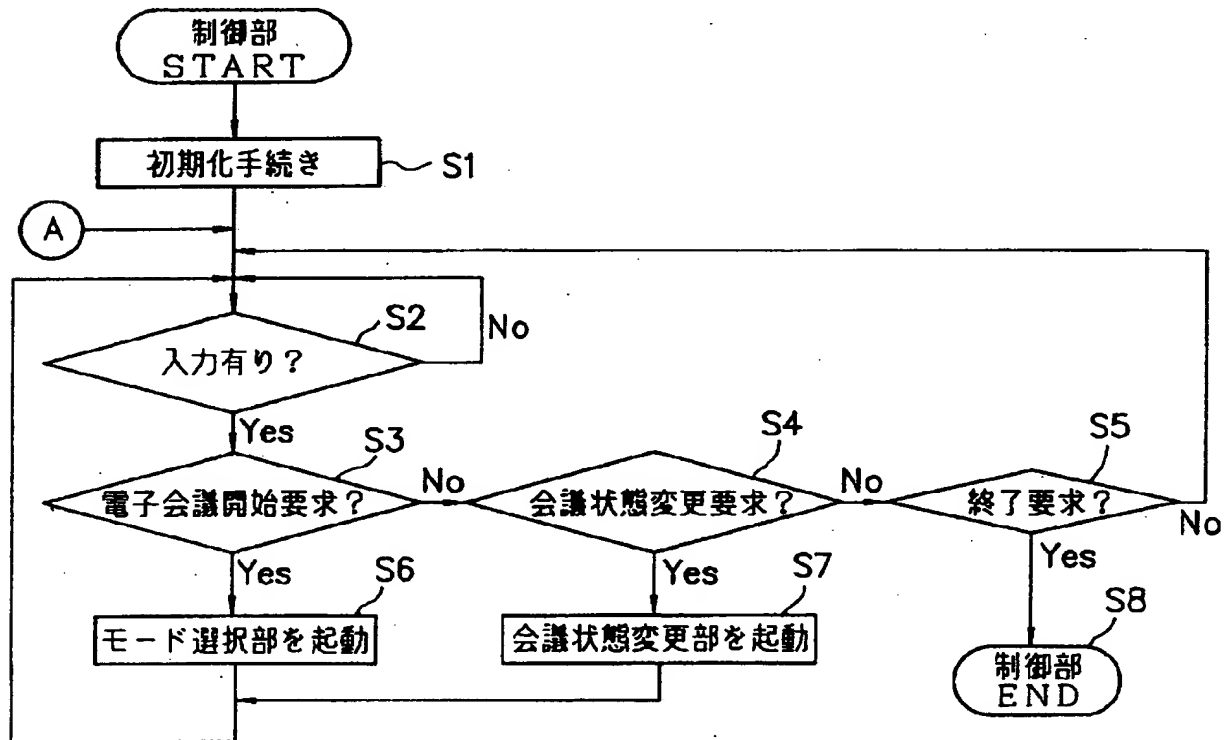 制御部
START
初期化手続き
S1
A
S2
No
入力有り?
Yes
S3
S4
S5
電子会議開始要求?
No
会議状態変更要求?
No
終了要求?
No
Yes
S6
Yes
S7
Yes
S8
モード選択部を起動
会議状態変更部を起動
制御部
END